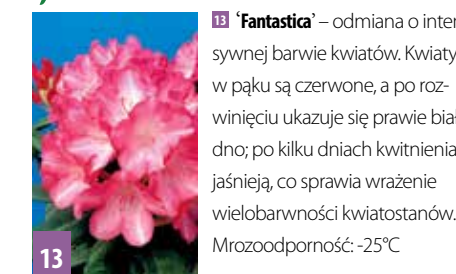 13 'Fantastica' – odmiana o inten
sywnej barwie kwiatów. Kwiaty
w pąku są czerwone, a po roz-
winięciu ukazuje się prawie biał
dno; po kilku dniach kwitnienia
jaśnieją, co sprawia wrażenie
wielobarwności kwiatostanów.
Mrozoodporność: -25°C
13